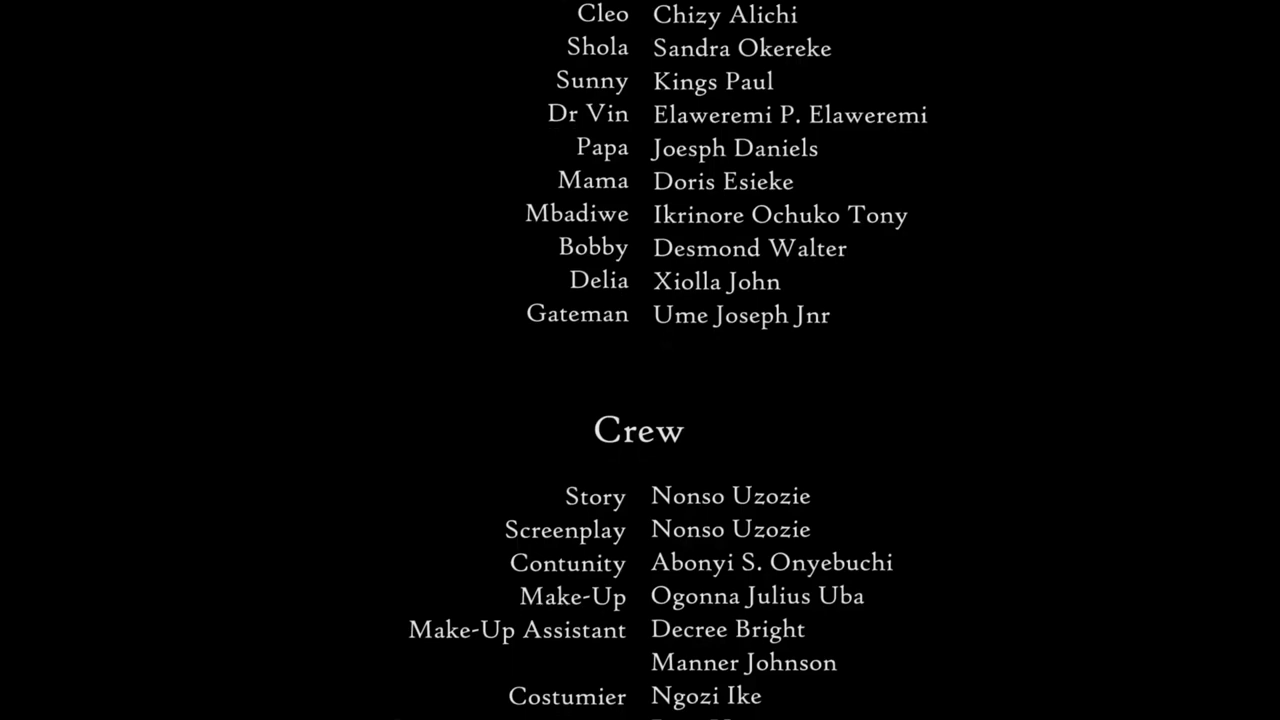 Cleo Chizy Alichi
Shola Sandra Okereke
Sunny Kings Paul
Dr Vin Elaweremi P. Elaweremi
Papa Joesph Daniels
Mama Doris Esieke
Mbadiwe Ikrinore Ochuko Tony
Bobby Desmond Walter
Delia Xiolla John
Gateman Ume Joseph Jnr
Crew
Story Nonso Uzozie
Screenplay Nonso Uzozie
Contunity Abonyi S. Onyebuchi
Make-Up Ogonna Julius Uba
Make-Up Assistant Decree Bright
Manner Johnson
Costumier Ngozi Ike